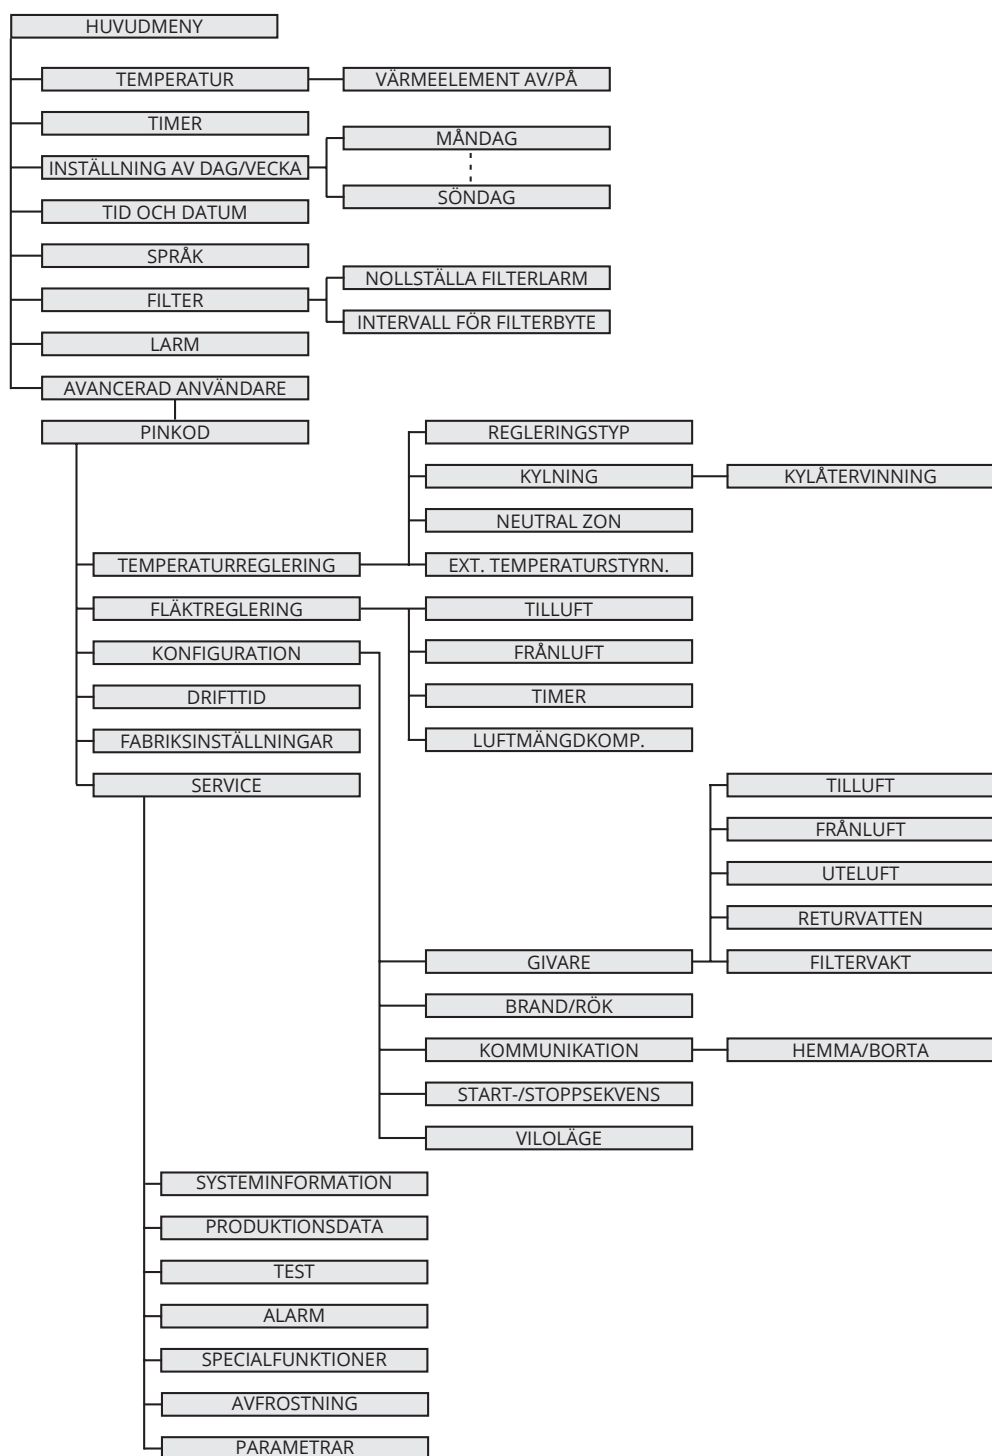 HUVUDMENY
TEMPERATUR
VÄRMEELEMENT AV/PÅ
TIMER
MÅNDAG
INSTÄLLNING AV DAG/VECKA
SÖNDAG
TID OCH DATUM
SPRÅK
NOLLSTÄLLA FILTERLARM
FILTER
INTERVALL FÖR FILTERBYTE
LARM
AVANCERAD ANVÄNDARE
PINKOD
REGLERINGSTYP
KYLNING
KYLÅTERVINNING
NEUTRAL ZON
TEMPERATURREGLERING
EXT. TEMPERATURSTYRN.
FLÄKTREGLERING
TILLUFT
KONFIGURATION
FRÅNLUFT
DRIFTTID
TIMER
FABRIKSINSTÄLLNINGAR
LUFTMÄNGDKOMP.
SERVICE
TILLUFT
FRÅNLUFT
UTELUFT
RETURVATTEN
GIVARE
FILTERVAKT
BRAND/RÖK
KOMMUNIKATION
HEMMA/BORTA
START-/STOPPSEKVENS
VILOLÄGE
SYSTEMINFORMATION
PRODUKTIONSDATA
TEST
ALARM
SPECIALFUNKTIONER
AVFROSTNING
PARAMETRAR